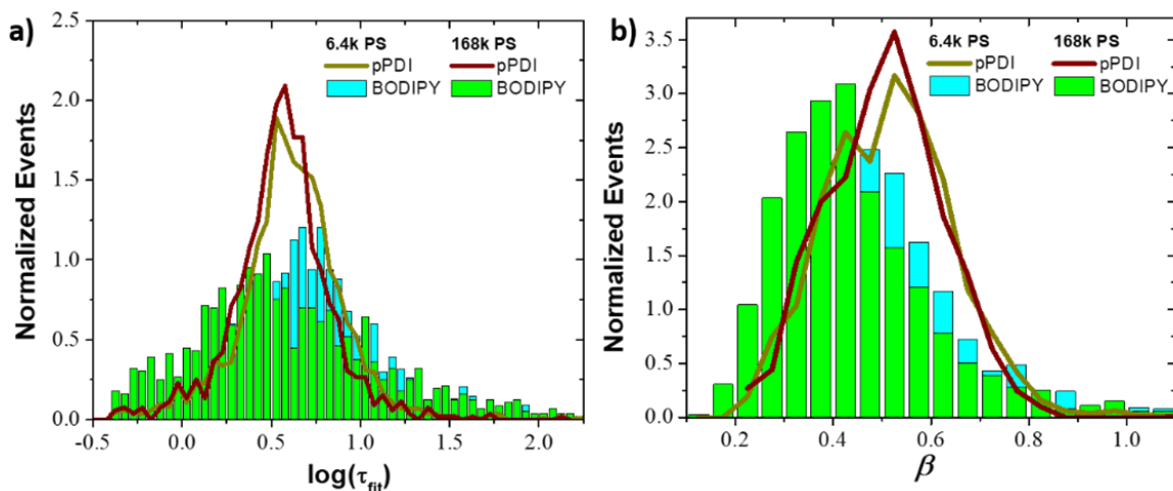 a)
6.4k PS 168k PS
pPDI pPDI
BODIPY BODIPY
Normalized Events
2.5
2.0
1.5
1.0
0.5
0.0
-0.5 0.0 0.5 1.0 1.5 2.0
log(τfit)
b)
6.4k PS 168k PS
pPDI pPDI
BODIPY BODIPY
Normalized Events
3.5
3.0
2.5
2.0
1.5
1.0
0.5
0.0
0.2 0.4 0.6 0.8 1.0
β